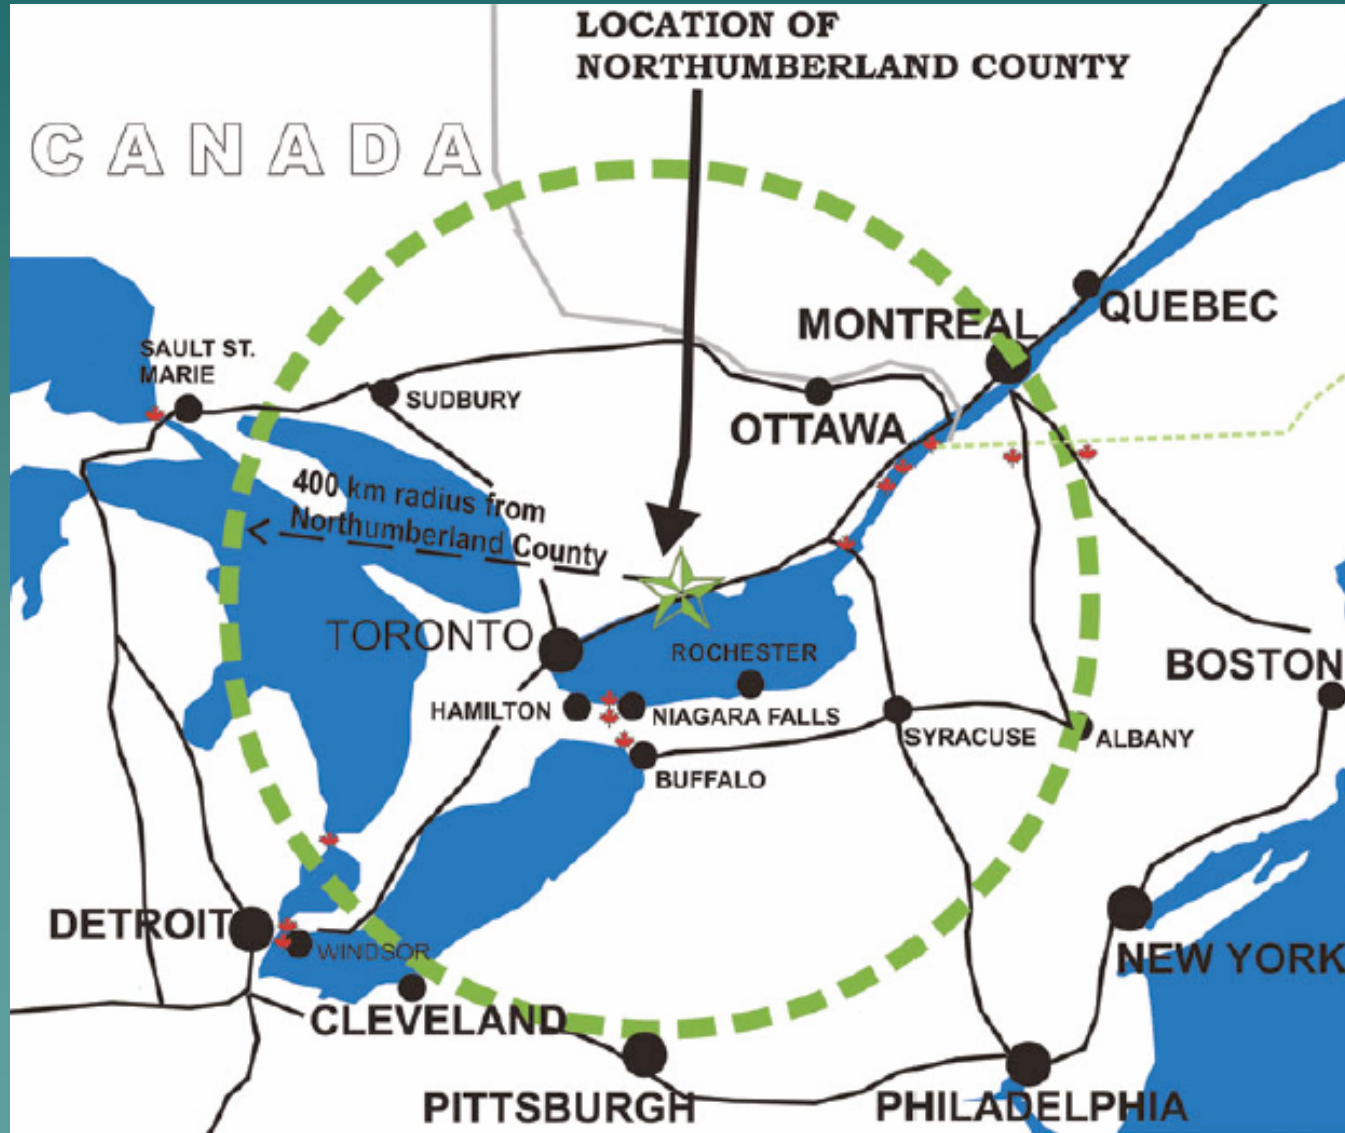 LOCATION OF
NORTHUMBERLAND COUNTY
CANADA
QUEBEC
MONTREAL
SAULT ST.
MARIE
SUDBURY
OTTAWA
400 km radius from
Northumberland County
TORONTO
ROCHESTER
BOSTON
HAMILTON
NIAGARA FALLS
SYRACUSE
ALBANY
BUFFALO
DETROIT
WINDSOR
NEW YORK
CLEVELAND
PITTSBURGH
PHILADELPHIA